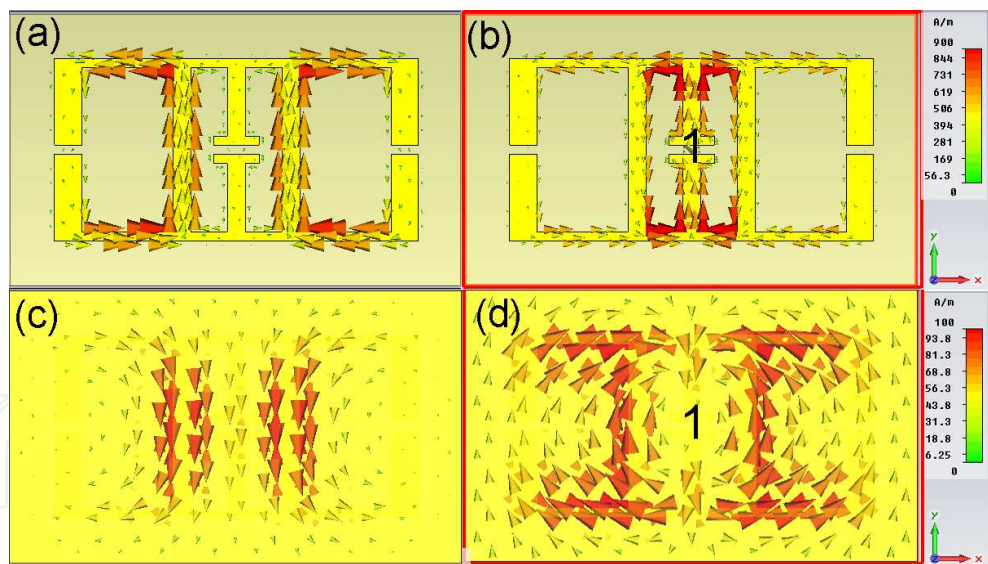 (a)
(b)
1
A/m
900
844
731
619
506
394
281
169
56.3
0
y
z
x
(c)
(d)
1
A/m
100
93.8
81.3
68.8
56.3
43.8
31.3
18.8
6.25
0
y
z
x